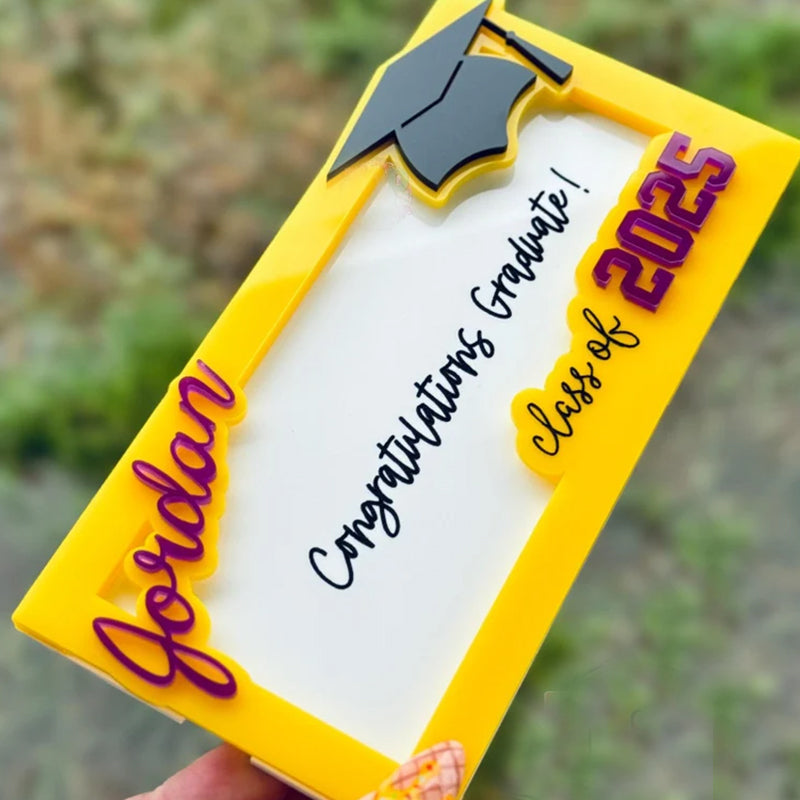 Congratulations Graduate!
class of
2025
Jordan